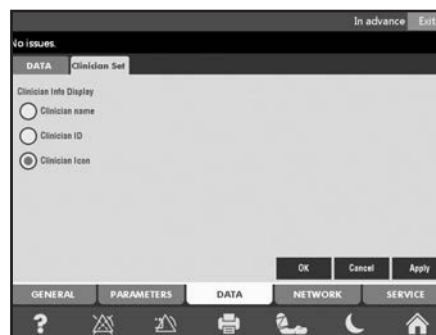 In advance Exit
No issues.
DATA Clinician Set
Clinician Info Display
Clinician name
Clinician ID
Clinician Icon
OK Cancel Apply
GENERAL PARAMETERS DATA NETWORK SERVICE
?